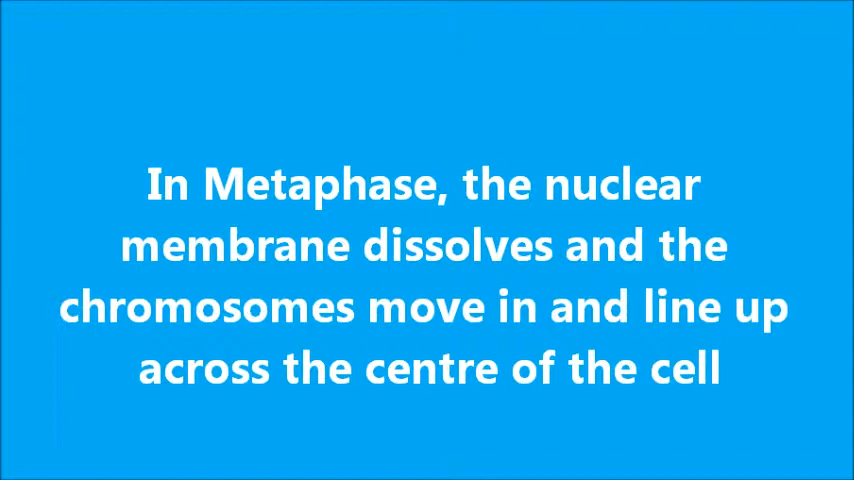 In Metaphase, the nuclear
membrane dissolves and the
chromosomes move in and line up
across the centre of the cell